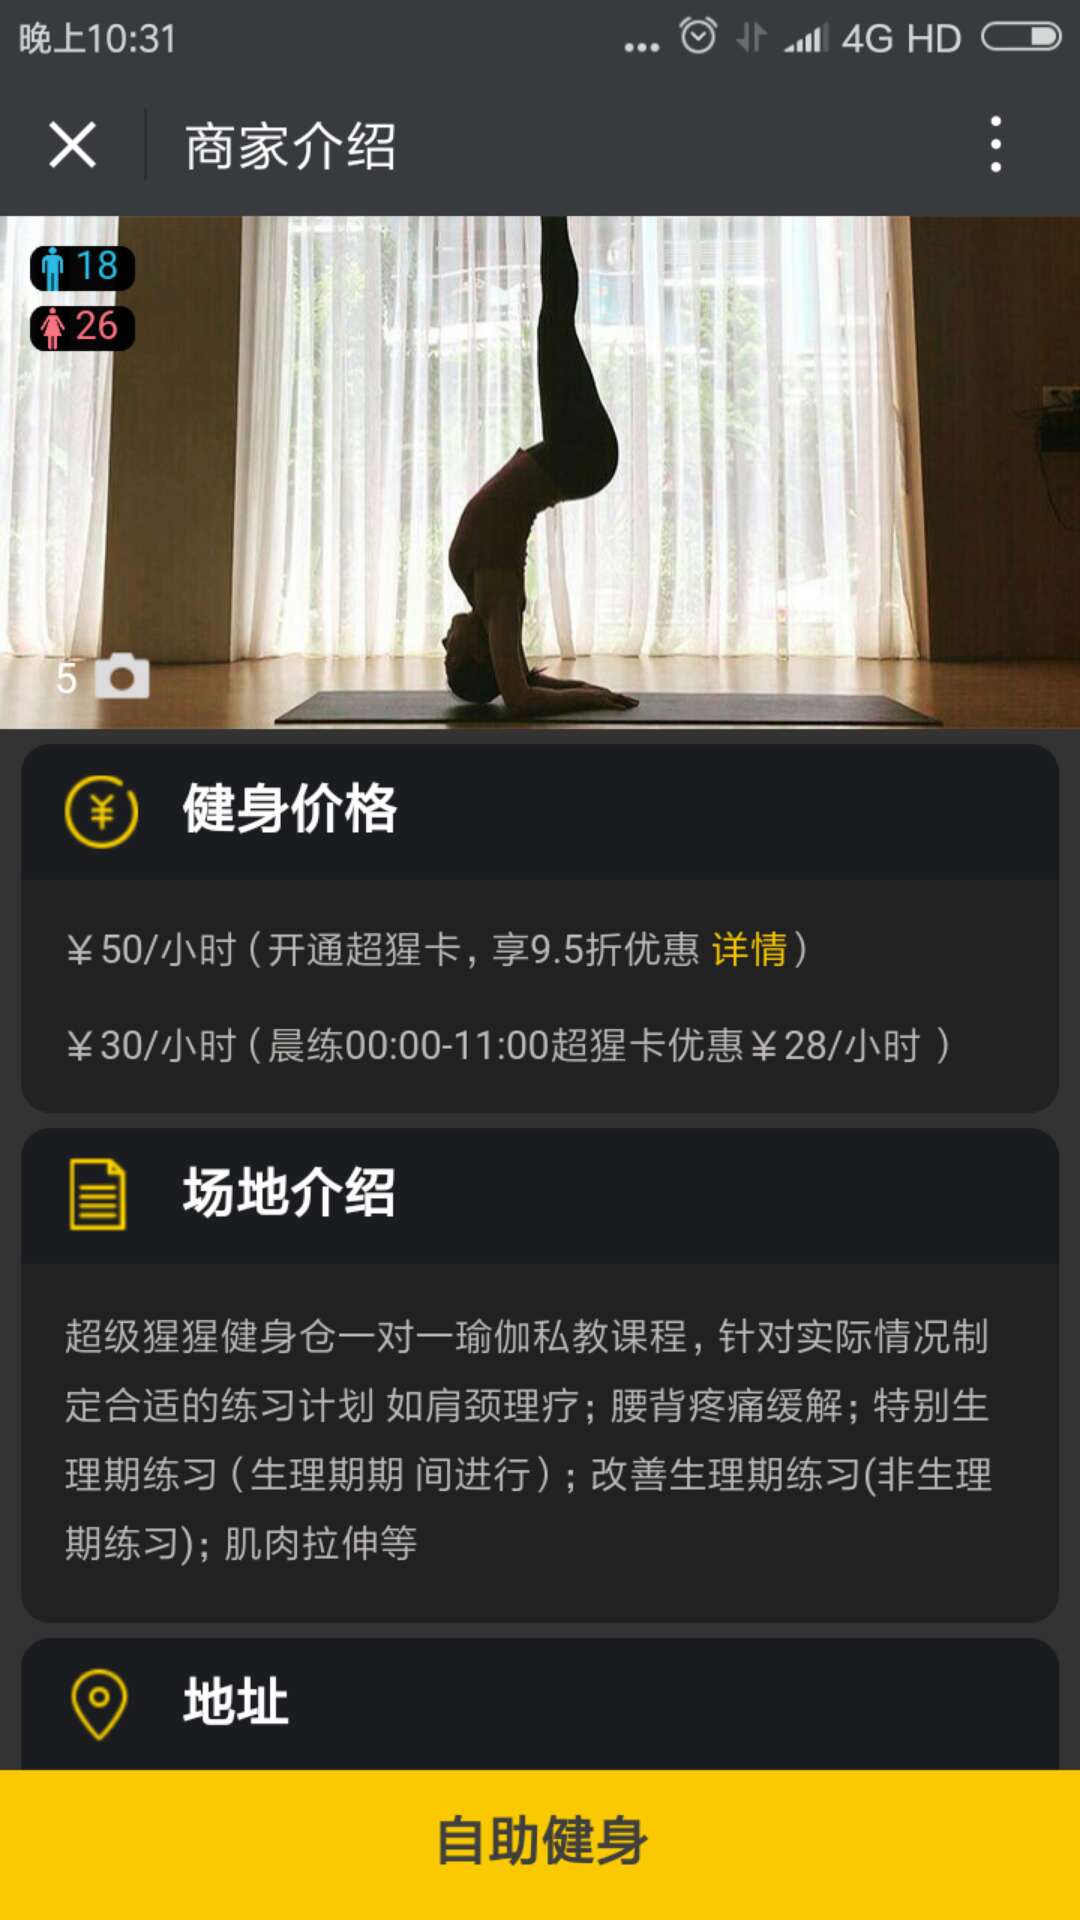 晚上10:31
4G HD
商家介绍
18
26
5
健身价格
￥50/小时（开通超猩卡，享9.5折优惠 详情）
￥30/小时（晨练00:00-11:00超猩卡优惠￥28/小时 ）
场地介绍
超级猩猩健身仓一对一瑜伽私教课程，针对实际情况制
定合适的练习计划 如肩颈理疗；腰背疼痛缓解；特别生
理期练习（生理期期 间进行）；改善生理期练习(非生理
期练习)；肌肉拉伸等
地址
自助健身